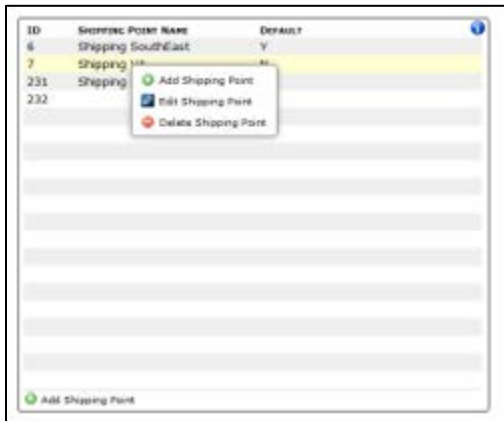 ID Shipping Point Name Default
6 Shipping SouthEast Y
7 Shipping
231 Shipping
232
Add Shipping Point
Edit Shipping Point
Delete Shipping Point
Add Shipping Point